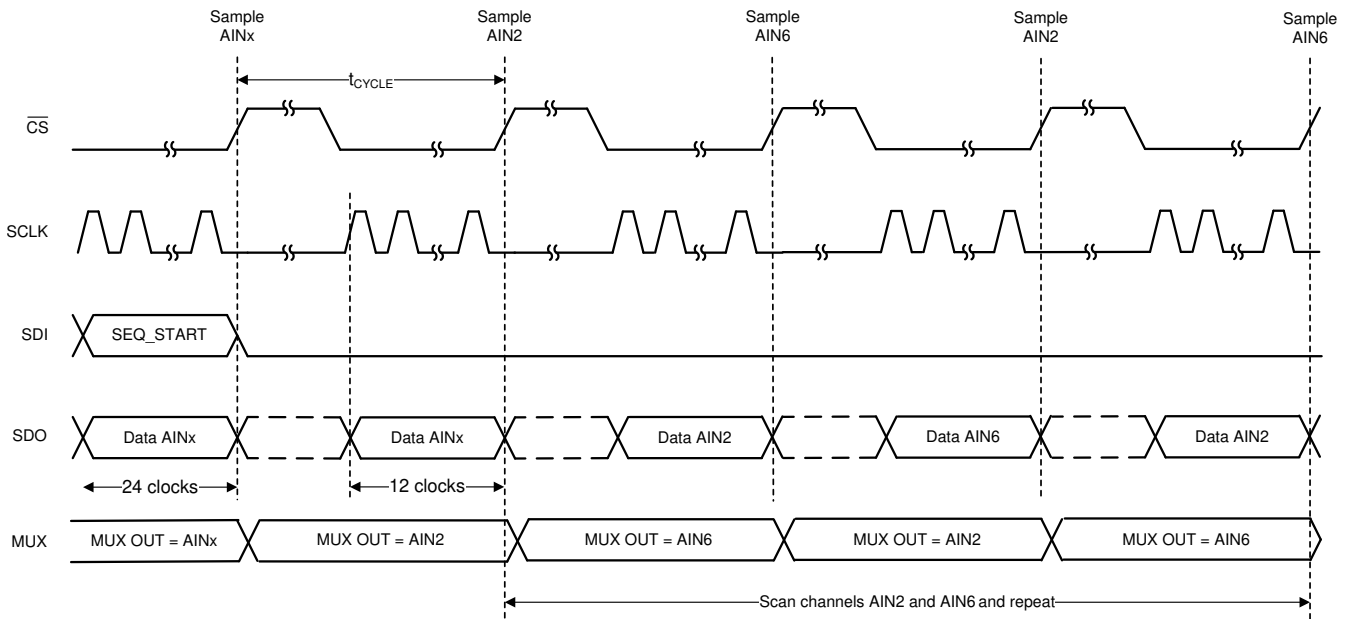 Sample
AINx
Sample
AIN2
Sample
AIN6
Sample
AIN2
Sample
AIN6
tCYCLE
CS
SCLK
SDI
SEQ_START
SDO
Data AINx
Data AINx
Data AIN2
Data AIN6
Data AIN2
24 clocks
12 clocks
MUX
MUX OUT = AINx
MUX OUT = AIN2
MUX OUT = AIN6
MUX OUT = AIN2
MUX OUT = AIN6
Scan channels AIN2 and AIN6 and repeat